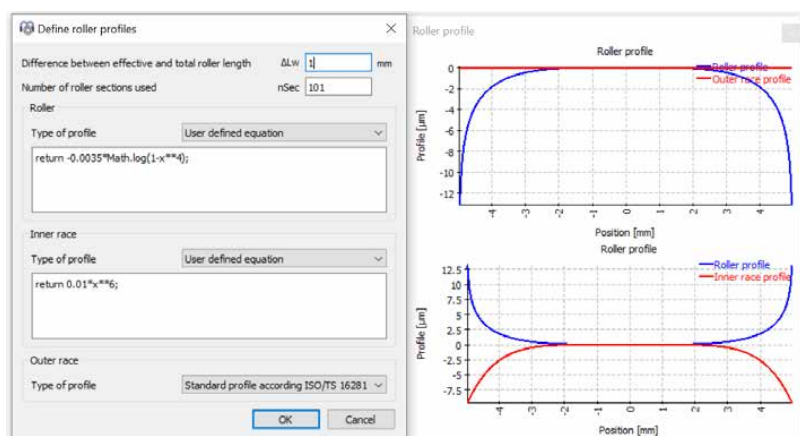 Define roller profiles
Difference between effective and total roller length ΔLw 1 mm
Number of roller sections used nSec 101
Roller
Type of profile User defined equation
return -0.0035*Math.log(1-x**4);
Inner race
Type of profile User defined equation
return 0.01*x**6;
Outer race
Type of profile Standard profile according ISO/TS 16281
OK Cancel
Roller profile
Roller profile
Roller profile
Outer race profile
Profile [µm]
0
-2
-4
-6
-8
-10
-12
-4 -3 -2 -1 0 1 2 3 4
Position [mm]
Roller profile
Roller profile
Inner race profile
Profile [µm]
12.5
10
7.5
5
2.5
0
-2.5
-5
-7.5
-4 -3 -2 -1 0 1 2 3 4
Position [mm]